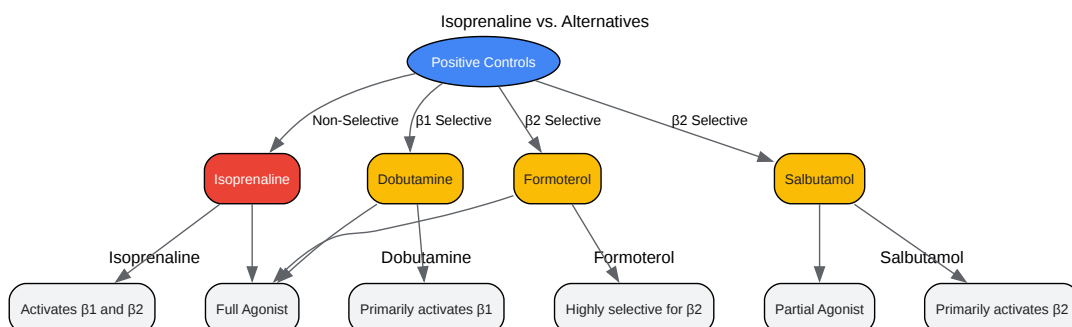 Isoprenaline vs. Alternatives
Positive Controls
Non-Selective
β1 Selective
β2 Selective
β2 Selective
Isoprenaline
Dobutamine
Formoterol
Salbutamol
Isoprenaline
Dobutamine
Formoterol
Salbutamol
Activates β1 and β2
Full Agonist
Primarily activates β1
Highly selective for β2
Partial Agonist
Primarily activates β2